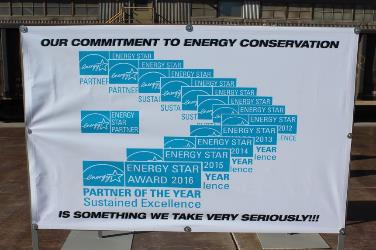 OUR COMMITMENT TO ENERGY CONSERVATION
energy ENERGY STAR
PARTNER
ENERGY STAR
PARTNER
ENERGY STAR
SUSTAI
ENERGY STAR
SUSTA
ENERGY STAR
SUS
ENERGY STAR
ENERGY STAR
2012
ENCE
ENERGY STAR
2013
YEAR
lence
energy ENERGY
STAR
PARTNER
ENERGY STAR
2014
YEAR
lence
ENERGY STAR
2015
YEAR
lence
energy ENERGY STAR
AWARD 2016
PARTNER OF THE YEAR
Sustained Excellence
IS SOMETHING WE TAKE VERY SERIOUSLY!!!